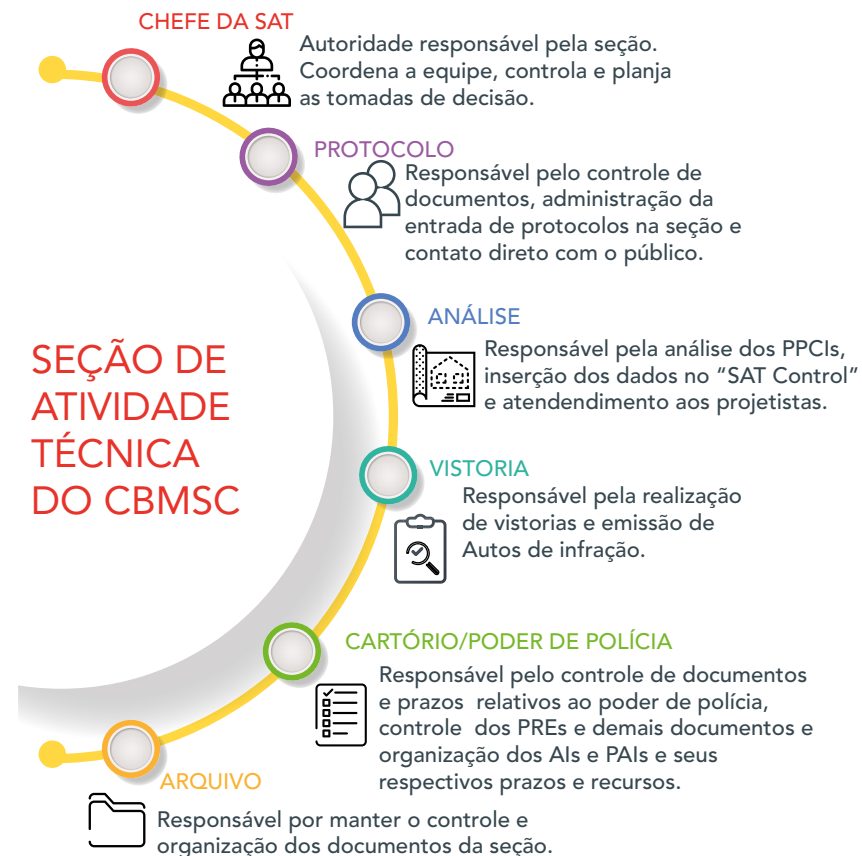 CHEFE DA SAT
Autoridade responsável pela seção.
Coordena a equipe, controla e planja
as tomadas de decisão.
PROTOCOLO
Responsável pelo controle de
documentos, administração da
entrada de protocolos na seção e
contato direto com o público.
ANÁLISE
Responsável pela análise dos PPCIs,
inserção dos dados no “SAT Control”
e atendendimento aos projetistas.
SEÇÃO DE
ATIVIDADE
TÉCNICA
DO CBMSC
VISTORIA
Responsável pela realização
de vistorias e emissão de
Autos de infração.
CARTÓRIO/PODER DE POLÍCIA
Responsável pelo controle de documentos
e prazos relativos ao poder de polícia,
controle dos PREs e demais documentos e
organização dos AIs e PAIs e seus
respectivos prazos e recursos.
ARQUIVO
Responsável por manter o controle e
organização dos documentos da seção.